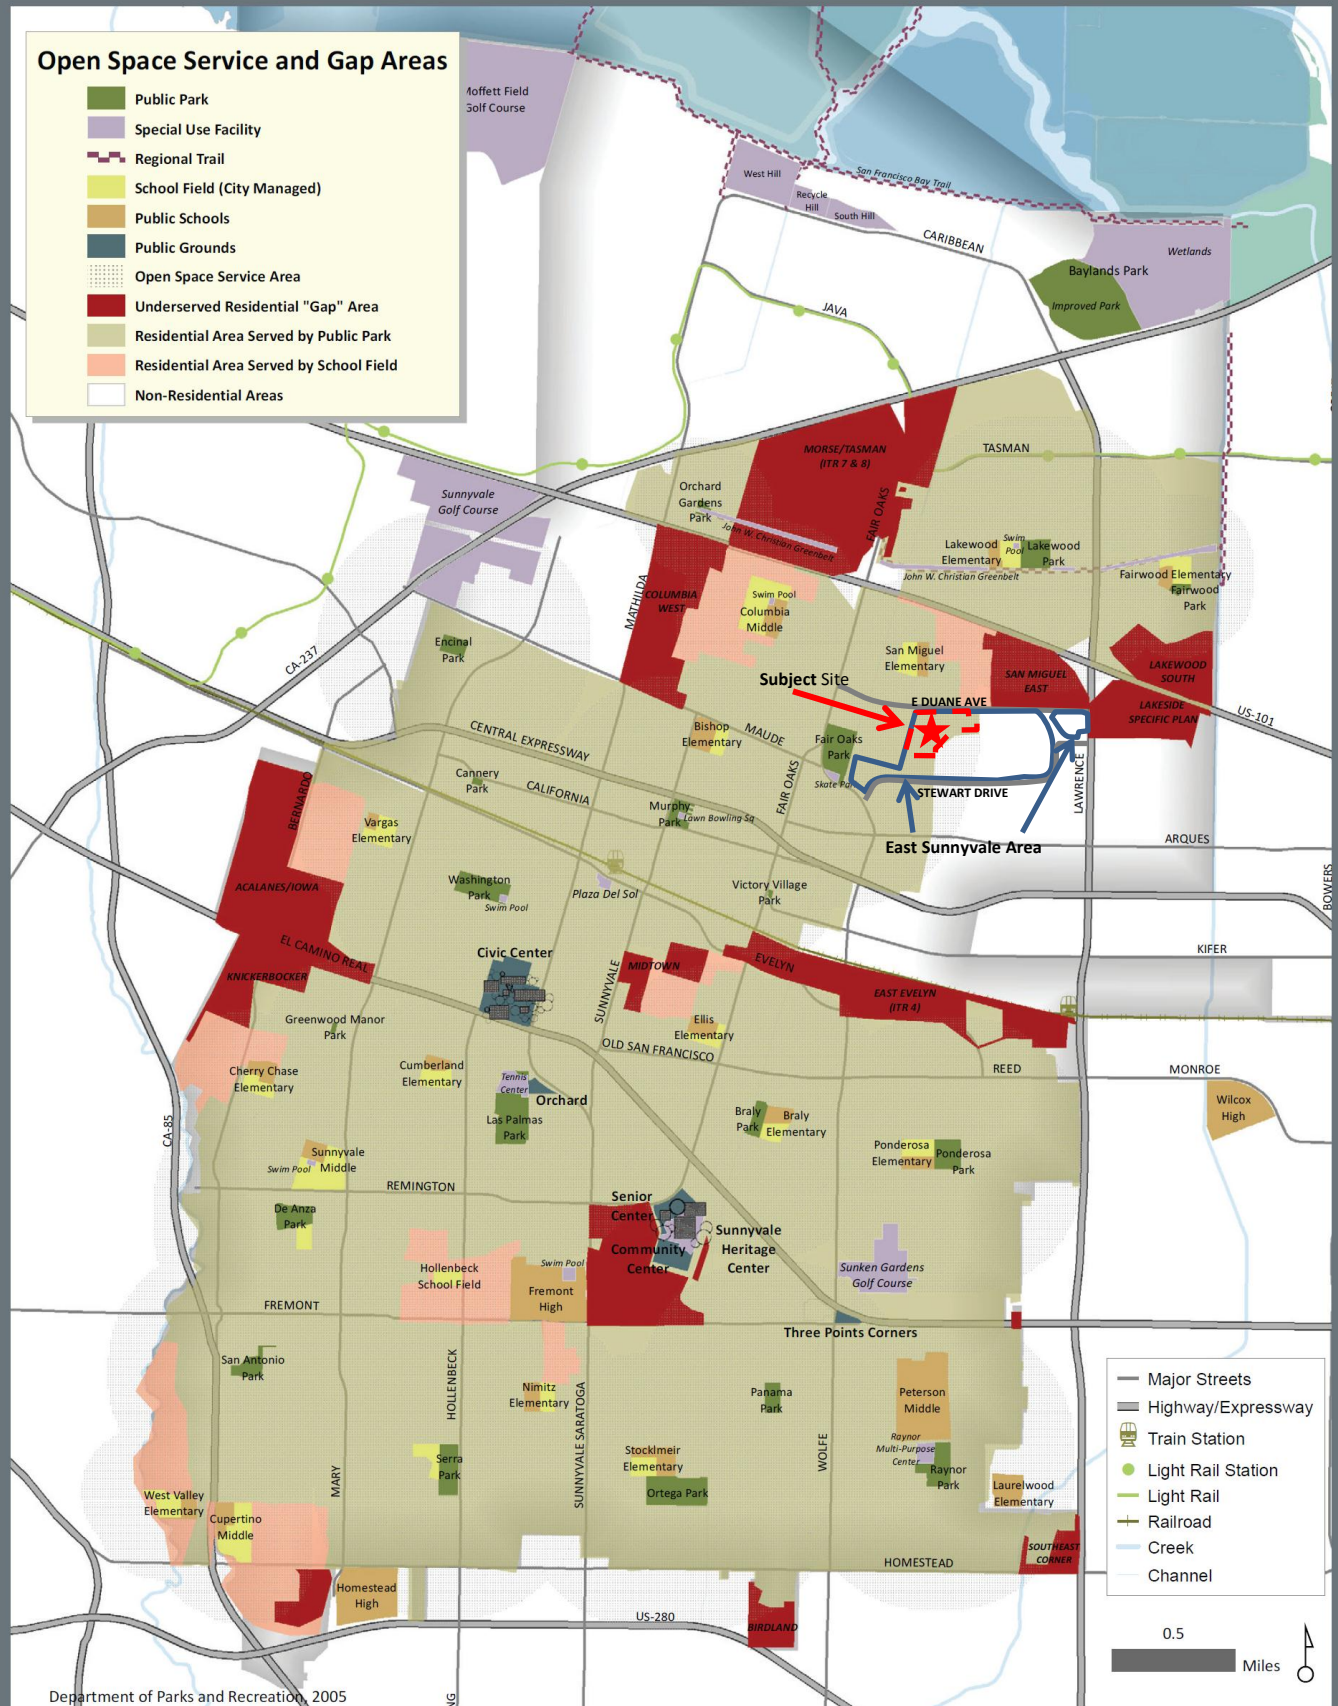 Open Space Service and Gap Areas
Public Park
Special Use Facility
Regional Trail
School Field (City Managed)
Public Schools
Public Grounds
Open Space Service Area
Underserved Residential "Gap" Area
Residential Area Served by Public Park
Residential Area Served by School Field
Non-Residential Areas
Moffett Field
Golf Course
West Hill
Recycle
Hill
South Hill
San Francisco Bay Trail
CARIBBEAN
Wetlands
Baylands Park
Improved Park
JAVA
MORSE/TASMAN
(ITR 7 & 8)
TASMAN
Sunnyvale
Golf Course
Orchard
Gardens
Park
John W. Christian Greenbelt
FAIR OAKS
Lakewood
Elementary
Swim
Pool
Lakewood
Park
John W. Christian Greenbelt
Fairwood Elementary
Fairwood
Park
MATHILDA
COLUMBIA
WEST
Swim Pool
Columbia
Middle
Encinal
Park
CA-237
San Miguel
Elementary
SAN MIGUEL
EAST
LAKEWOOD
SOUTH
LAKESIDE
SPECIFIC PLAN
US-101
Subject Site
E DUANE AVE
CENTRAL EXPRESSWAY
Bishop
Elementary
MAUDE
Fair Oaks
Park
Skate Pa
STEWART DRIVE
LAWRENCE
Cannery
Park
CALIFORNIA
FAIR OAKS
BERNARDO
Murphy
Park
Lawn Bowling Sq
East Sunnyvale Area
ARQUES
Vargas
Elementary
ACALANES/IOWA
Washington
Park
Swim Pool
Plaza Del Sol
Victory Village
Park
BOWERS
EL CAMINO REAL
Civic Center
KNICKERBOCKER
SUNNYVALE
MIDTOWN
EVELYN
KIFER
EAST EVELYN
(ITR 4)
Greenwood Manor
Park
Ellis
Elementary
OLD SAN FRANCISCO
REED
MONROE
Cherry Chase
Elementary
Cumberland
Elementary
Tennis
Center
Orchard
Las Palmas
Park
Wilcox
High
CA-85
Braly
Park
Braly
Elementary
Ponderosa
Elementary
Ponderosa
Park
Sunnyvale
Middle
Swim Pool
REMINGTON
De Anza
Park
Senior
Center
Community
Center
Sunnyvale
Heritage
Center
Hollenbeck
School Field
Swim Pool
Fremont
High
Sunken Gardens
Golf Course
FREMONT
Three Points Corners
San Antonio
Park
HOLLENBECK
Nimitz
Elementary
SUNNYVALE SARATOGA
Panama
Park
Peterson
Middle
WOLFE
Raynor
Multi-Purpose
Center
Raynor
Park
Laurelwood
Elementary
MARY
Serra
Park
Stocklmeir
Elementary
Ortega Park
West Valley
Elementary
Cupertino
Middle
HOMESTEAD
SOUTHEAST
CORNER
Homestead
High
US-280
BIRDLAND
Major Streets
Highway/Expressway
Train Station
Light Rail Station
Light Rail
Railroad
Creek
Channel
0.5
Miles
Department of Parks and Recreation, 2005
NG